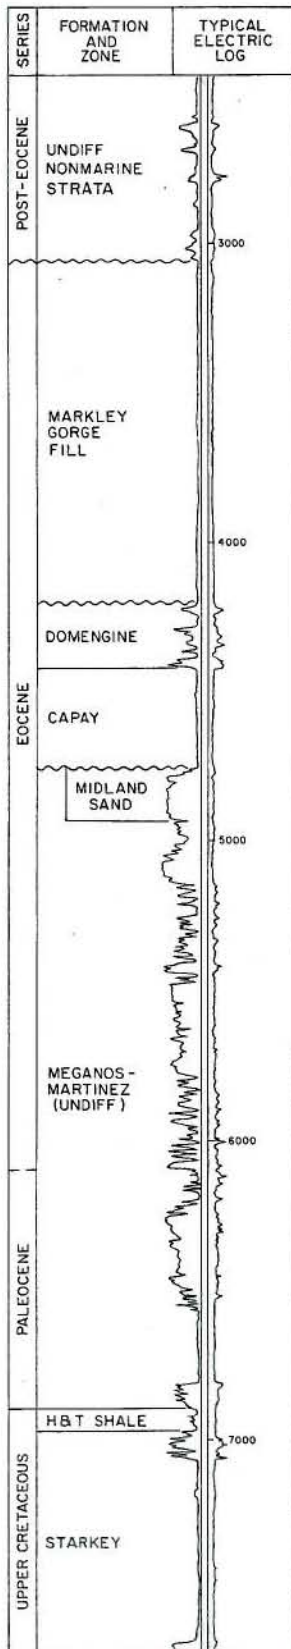 SERIES
FORMATION
AND
ZONE
TYPICAL
ELECTRIC
LOG
POST-EOCENE
UNDIFF
NONMARINE
STRATA
3000
EOCENE
MARKLEY
GORGE
FILL
4000
DOMENGINE
CAPAY
MIDLAND
SAND
5000
MEGANOS-
MARTINEZ
(UNDIFF)
6000
PALEOCENE
H&T SHALE
7000
UPPER CRETACEOUS
STARKEY